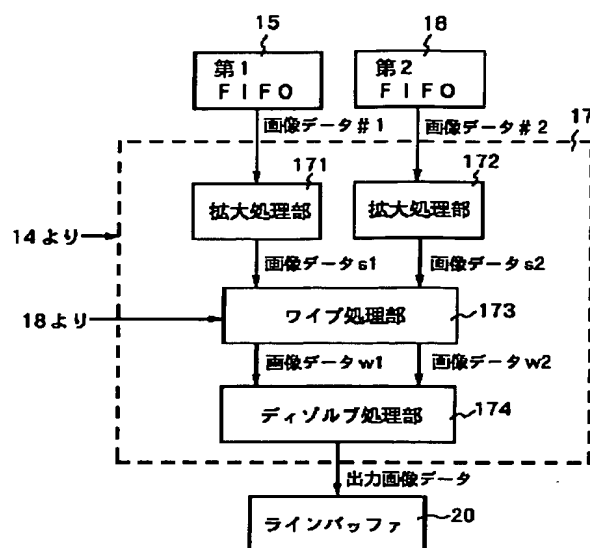 15
第1
ＦＩＦＯ
18
第2
ＦＩＦＯ
画像データ＃1
画像データ＃2
17
171
拡大処理部
172
拡大処理部
14より
画像データs1
画像データs2
18より
ワイプ処理部
173
画像データw1
画像データw2
ディゾルブ処理部
174
出力画像データ
ラインバッファ
20